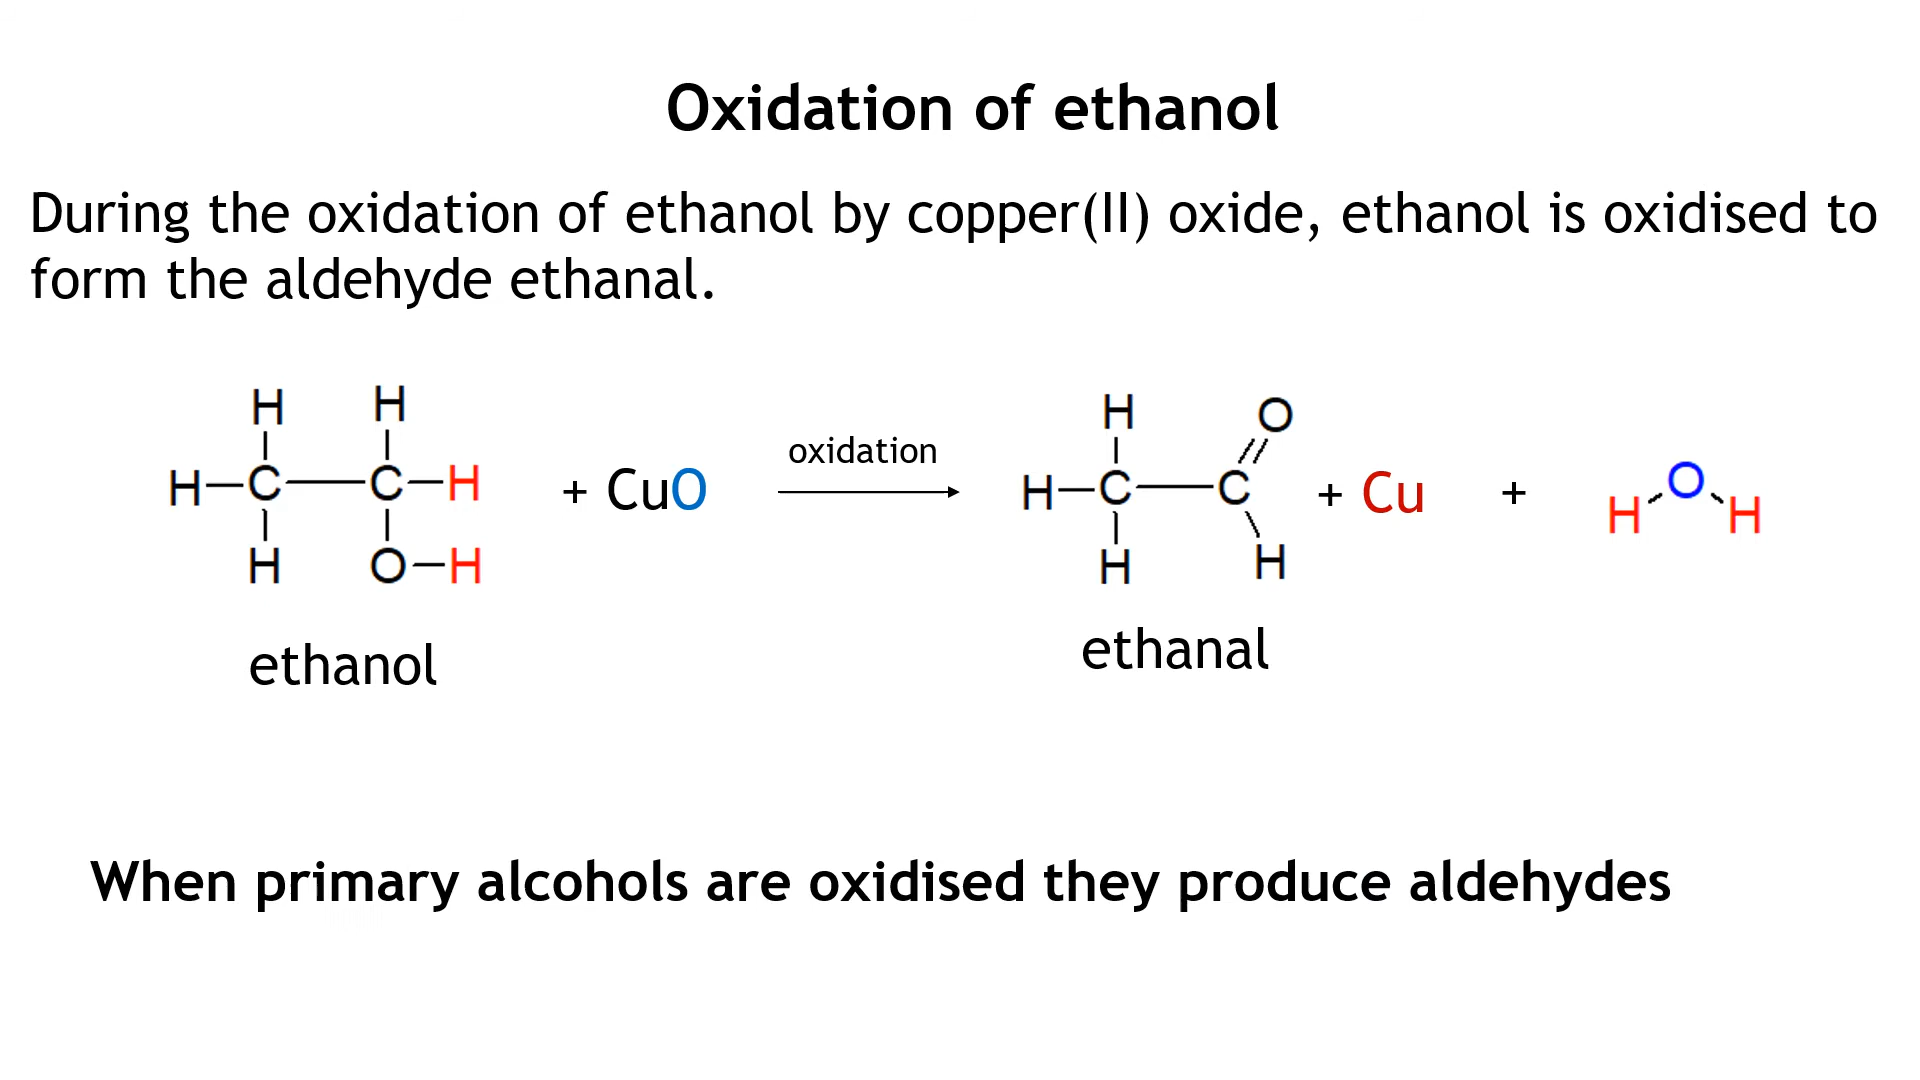 Oxidation of ethanol
During the oxidation of ethanol by copper(II) oxide, ethanol is oxidised to
form the aldehyde ethanal.
H H H O
H C C H + CuO oxidation H C C + Cu + H O H
H O H H H
ethanol ethanal
When primary alcohols are oxidised they produce aldehydes